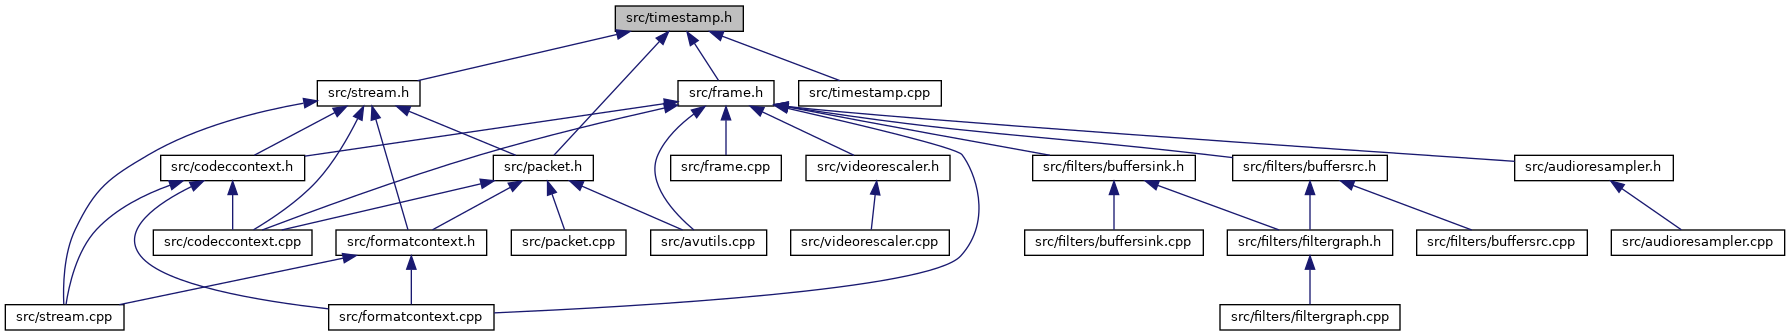 src/timestamp.h
src/stream.h
src/frame.h
src/timestamp.cpp
src/codeccontext.h
src/packet.h
src/frame.cpp
src/videorescaler.h
src/filters/buffersink.h
src/filters/buffersrc.h
src/audioresampler.h
src/codeccontext.cpp
src/formatcontext.h
src/packet.cpp
src/avutils.cpp
src/videorescaler.cpp
src/filters/buffersink.cpp
src/filters/filtergraph.h
src/filters/buffersrc.cpp
src/audioresampler.cpp
src/stream.cpp
src/formatcontext.cpp
src/filters/filtergraph.cpp